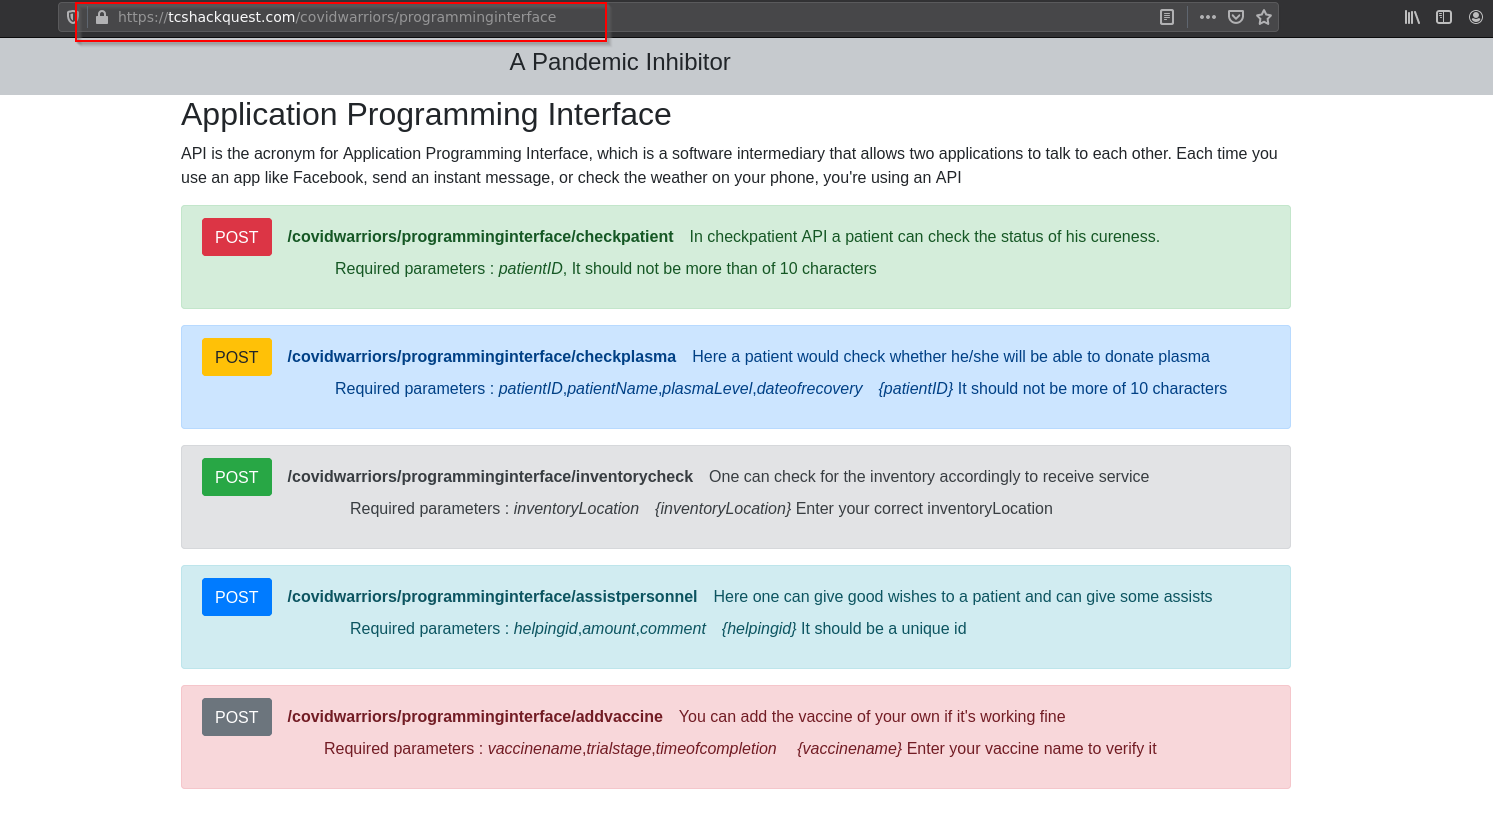 https://tcshackquest.com/covidwarriors/programminginterface
A Pandemic Inhibitor
Application Programming Interface
API is the acronym for Application Programming Interface, which is a software intermediary that allows two applications to talk to each other. Each time you
use an app like Facebook, send an instant message, or check the weather on your phone, you're using an API
POST /covidwarriors/programminginterface/checkpatient In checkpatient API a patient can check the status of his cureness.
Required parameters : patientID, It should not be more than of 10 characters
POST /covidwarriors/programminginterface/checkplasma Here a patient would check whether he/she will be able to donate plasma
Required parameters : patientID,patientName,plasmaLevel,dateofrecovery {patientID} It should not be more of 10 characters
POST /covidwarriors/programminginterface/inventorycheck One can check for the inventory accordingly to receive service
Required parameters : inventoryLocation {inventoryLocation} Enter your correct inventoryLocation
POST /covidwarriors/programminginterface/assistpersonnel Here one can give good wishes to a patient and can give some assists
Required parameters : helpingid,amount,comment {helpingid} It should be a unique id
POST /covidwarriors/programminginterface/addvaccine You can add the vaccine of your own if it's working fine
Required parameters : vaccinename,trialstage,timeofcompletion {vaccinename} Enter your vaccine name to verify it